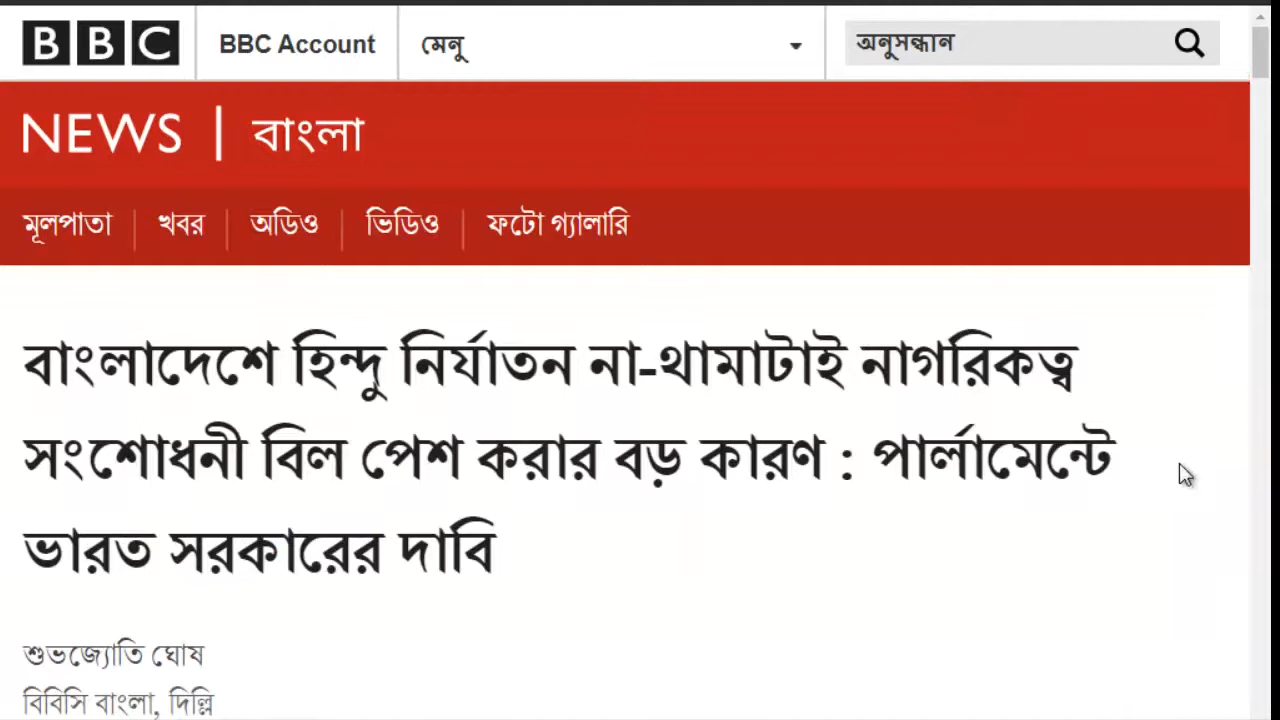 BBC BBC Account মেনু অনুসন্ধান
NEWS | বাংলা
মূলপাতা খবর অডিও ভিডিও ফটো গ্যালারি
বাংলাদেশে হিন্দু নির্যাতন না-থামাটাই নাগরিকত্ব
সংশোধনী বিল পেশ করার বড় কারণ : পার্লামেন্টে
ভারত সরকারের দাবি
শুভজ্যোতি ঘোষ
বিবিসি বাংলা, দিল্লি